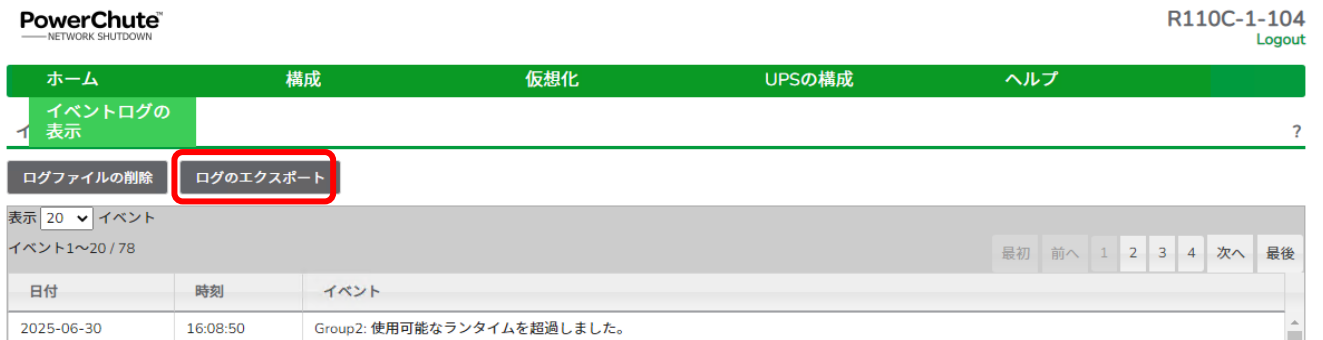 PowerChute™
NETWORK SHUTDOWN
R110C-1-104
Logout
ホーム 構成 仮想化 UPSの構成 ヘルプ
イベントログの
表示
イ ?
ログファイルの削除 ログのエクスポート
表示 20 イベント
イベント1～20 / 78
最初 前へ 1 2 3 4 次へ 最後
日付 時刻 イベント
2025-06-30 16:08:50 Group2: 使用可能なランタイムを超過しました。